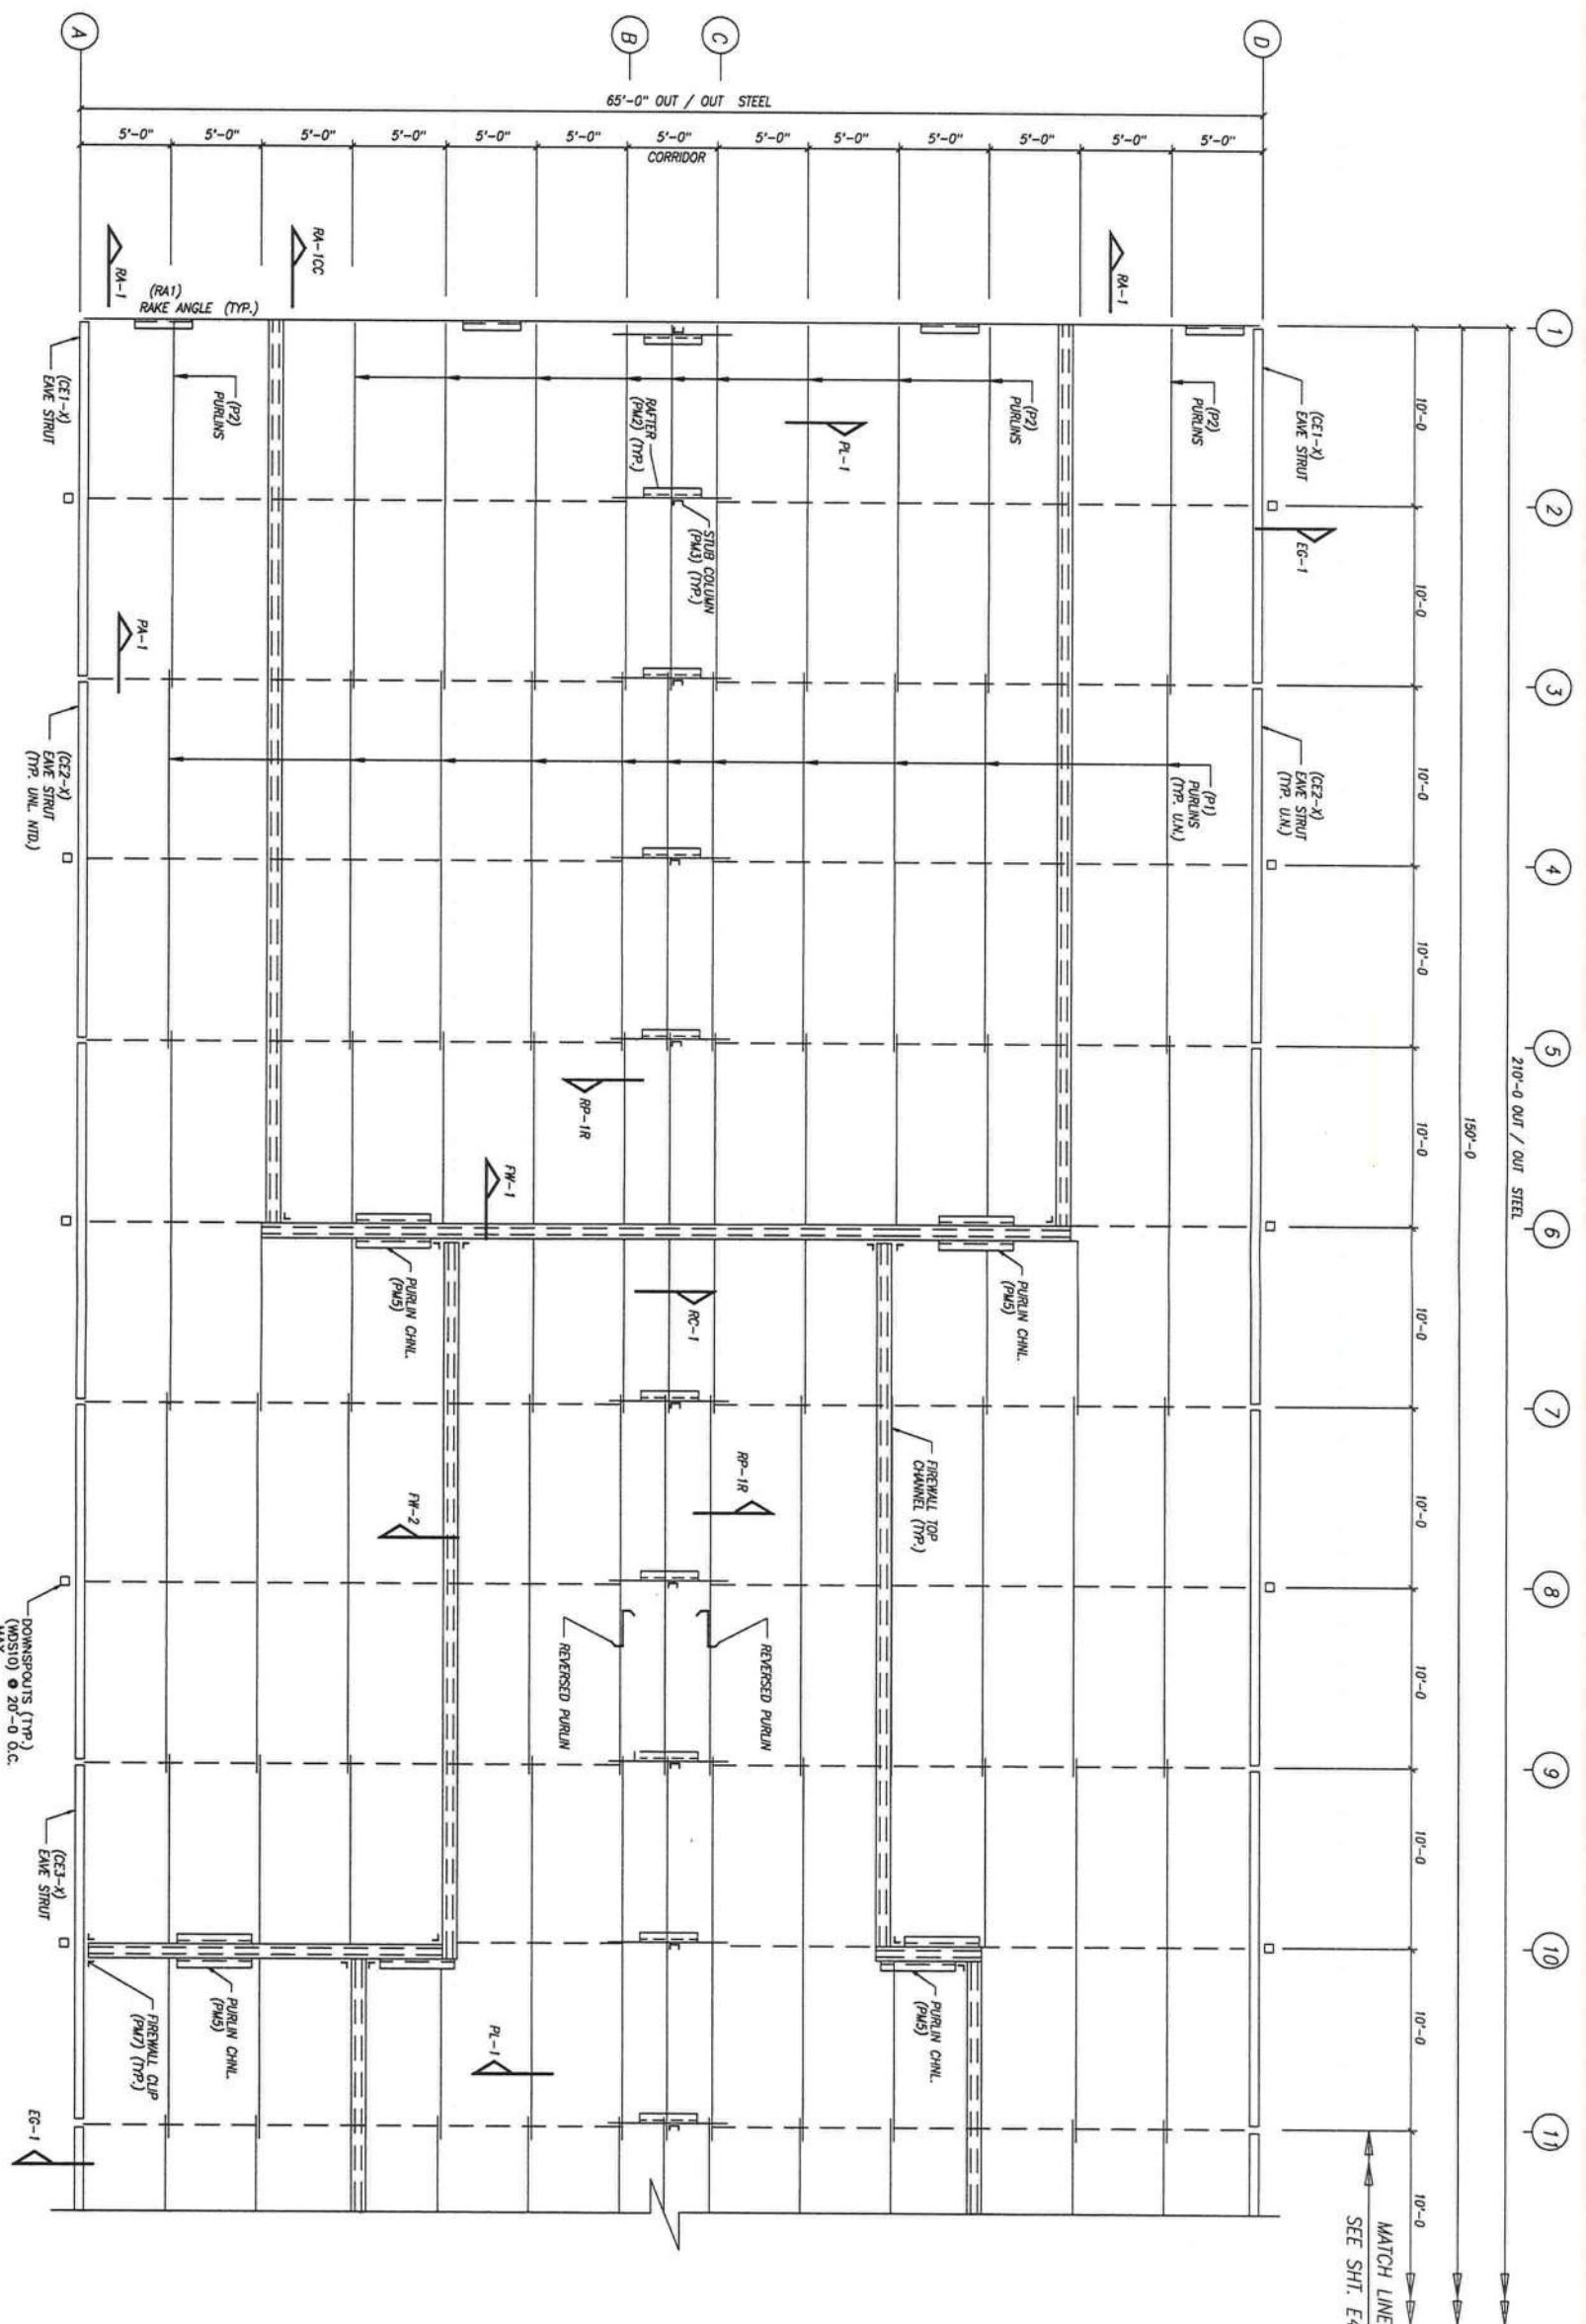 A
B
C
D
65'-0" OUT / OUT STEEL
5'-0"
5'-0"
5'-0"
5'-0"
5'-0"
5'-0"
5'-0"
5'-0"
5'-0"
5'-0"
5'-0"
5'-0"
5'-0"
CORRIDOR
RA-1
RA-1CC
RA-1
(RA1)
RAKE ANGLE (TYP.)
1
2
3
4
5
6
7
8
9
10
11
210'-0 OUT / OUT STEEL
150'-0
10'-0
10'-0
10'-0
10'-0
10'-0
10'-0
10'-0
10'-0
10'-0
10'-0
10'-0
MATCH LINE
SEE SHT. E4
(CE1-X)
EAVE STRUT
(P2)
PURLINS
(P2)
PURLINS
PL-1
RAFTER
(PM2) (TYP.)
(P2)
PURLINS
(CE1-X)
EAVE STRUT
EG-1
STUB COLUMN
(PM3) (TYP.)
PA-1
(CE2-X)
EAVE STRUT
(TYP. U.N.)
(P1)
PURLINS
(TYP. U.N.)
(CE2-X)
EAVE STRUT
(TYP. UNL. NTD.)
RP-1R
FW-1
PURLIN CHNL.
(PM5)
RC-1
PURLIN CHNL.
(PM5)
FIREWALL TOP
CHANNEL (TYP.)
RP-1R
FW-2
REVERSED PURLIN
REVERSED PURLIN
DOWNSPOUTS (TYP.)
(WDS10) @ 20'-0 O.C.
(CE3-X)
EAVE STRUT
PURLIN CHNL.
(PM5)
PURLIN CHNL.
(PM5)
FIREWALL CLIP
(PM7) (TYP.)
PL-1
EG-1